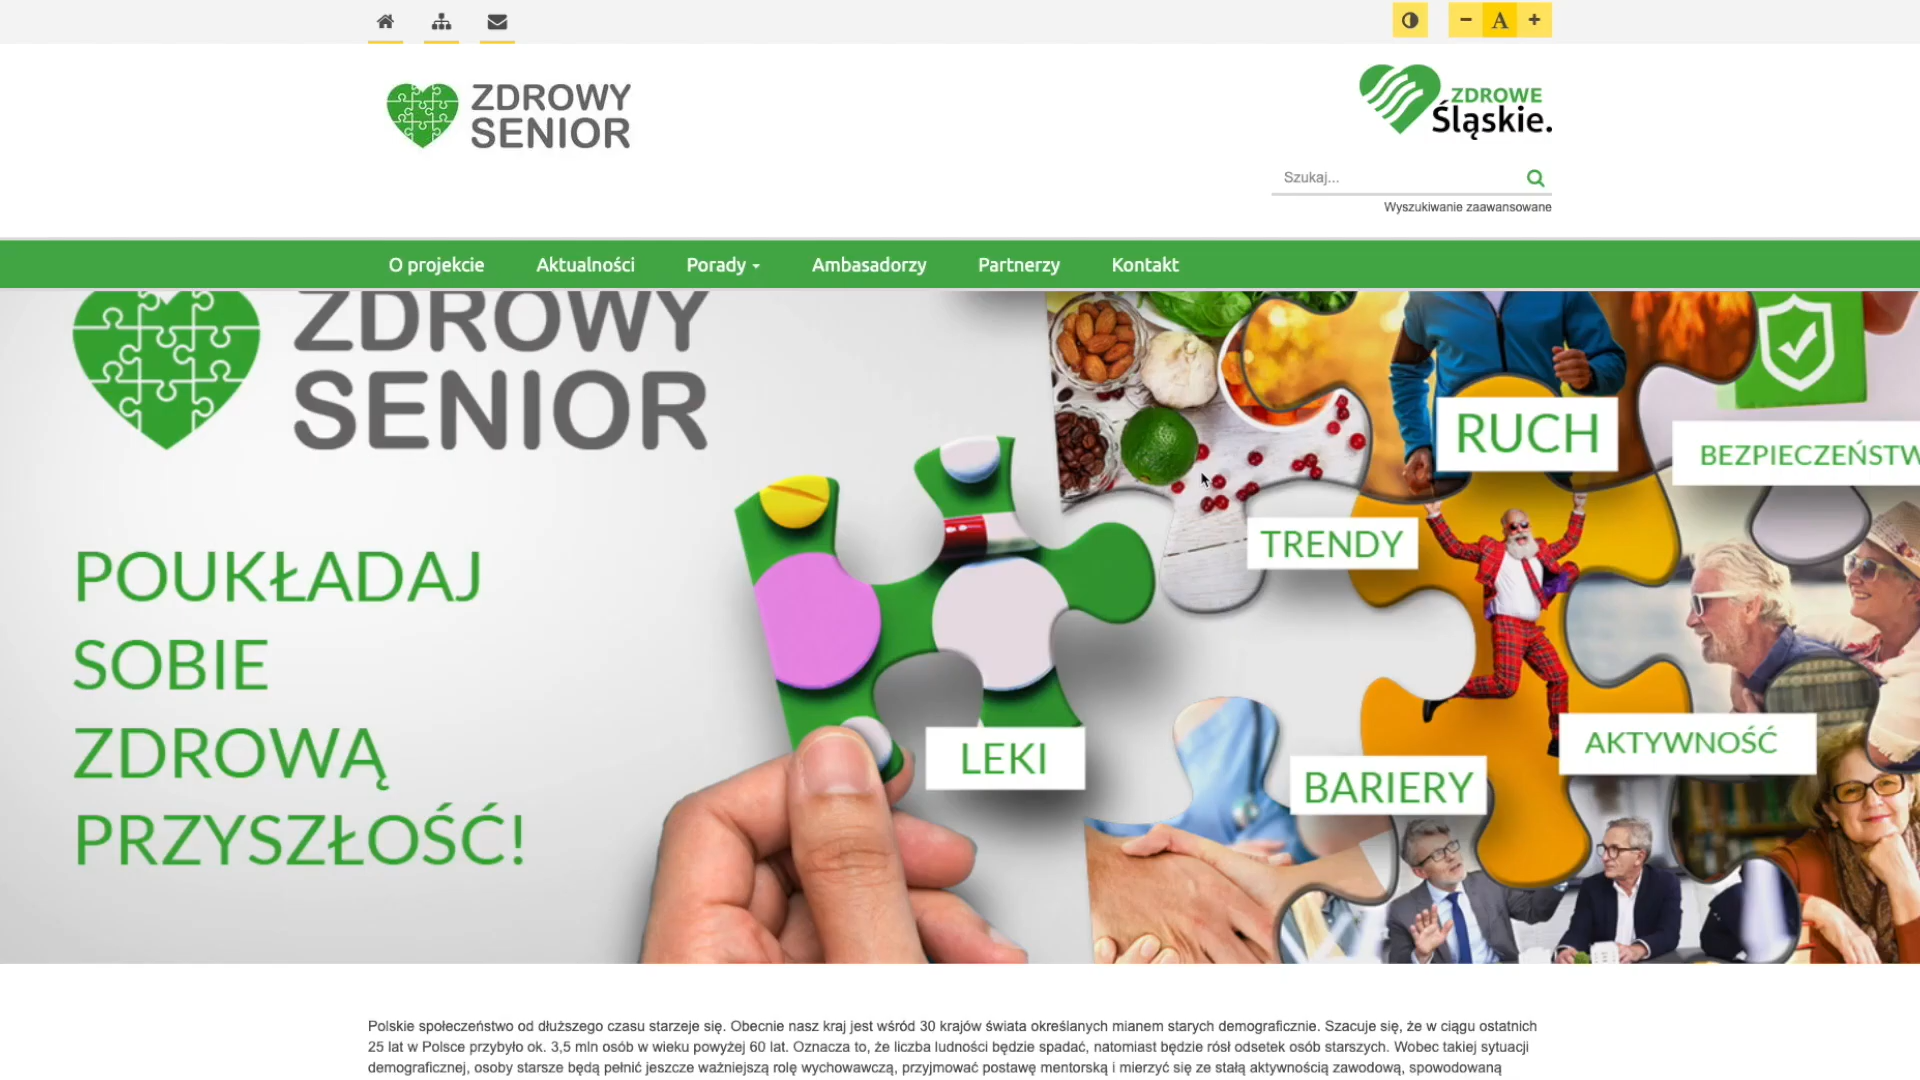 A
ZDROWY
SENIOR
ZDROWE
Śląskie.
Szukaj...
Wyszukiwanie zaawansowane
O projekcie Aktualności Porady Ambasadorzy Partnerzy Kontakt
ZDROWY
SENIOR
RUCH
BEZPIECZEŃSTW
TRENDY
POUKŁADAJ
SOBIE
ZDROWĄ
PRZYSZŁOŚĆ!
LEKI
AKTYWNOŚĆ
BARIERY
Polskie społeczeństwo od dłuższego czasu starzeje się. Obecnie nasz kraj jest wśród 30 krajów świata określanych mianem starych demograficznie. Szacuje się, że w ciągu ostatnich
25 lat w Polsce przybyło ok. 3,5 mln osób w wieku powyżej 60 lat. Oznacza to, że liczba ludności będzie spadać, natomiast będzie rósł odsetek osób starszych. Wobec takiej sytuacji
demograficznej, osoby starsze będą pełnić jeszcze ważniejszą rolę wychowawczą, przyjmować postawę mentorską i mierzyć się ze stałą aktywnością zawodową, spowodowaną